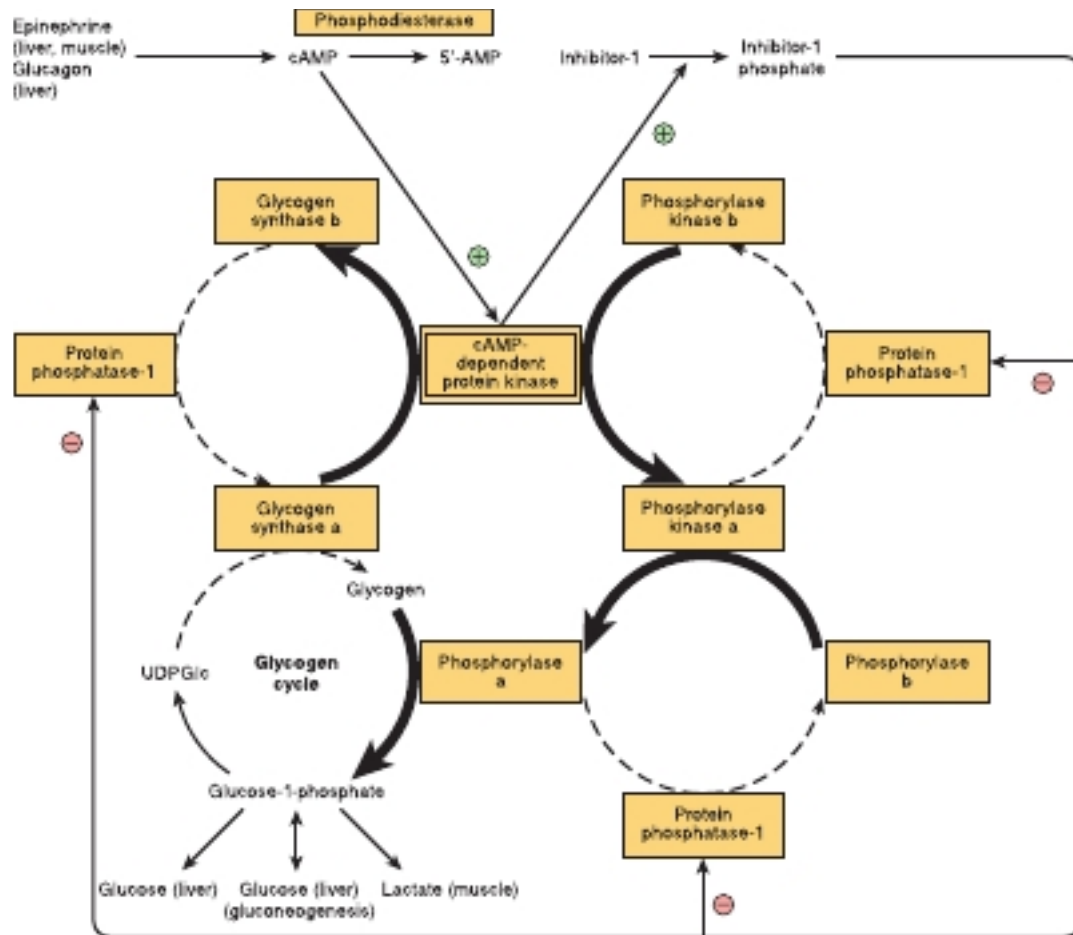 Epinephrine
(liver, muscle)
Glucagon
(liver)
Phosphodiesterase
cAMP
5'-AMP
Inhibitor-1
Inhibitor-1
phosphate
Glycogen
synthase b
Phosphorylase
kinase b
Protein
phosphatase-1
cAMP-
dependent
protein kinase
Protein
phosphatase-1
Glycogen
synthase a
Phosphorylase
kinase a
Glycogen
UDPGlc
Glycogen
cycle
Phosphorylase
a
Phosphorylase
b
Glucose-1-phosphate
Protein
phosphatase-1
Glucose (liver)
Glucose (liver)
(gluconeogenesis)
Lactate (muscle)